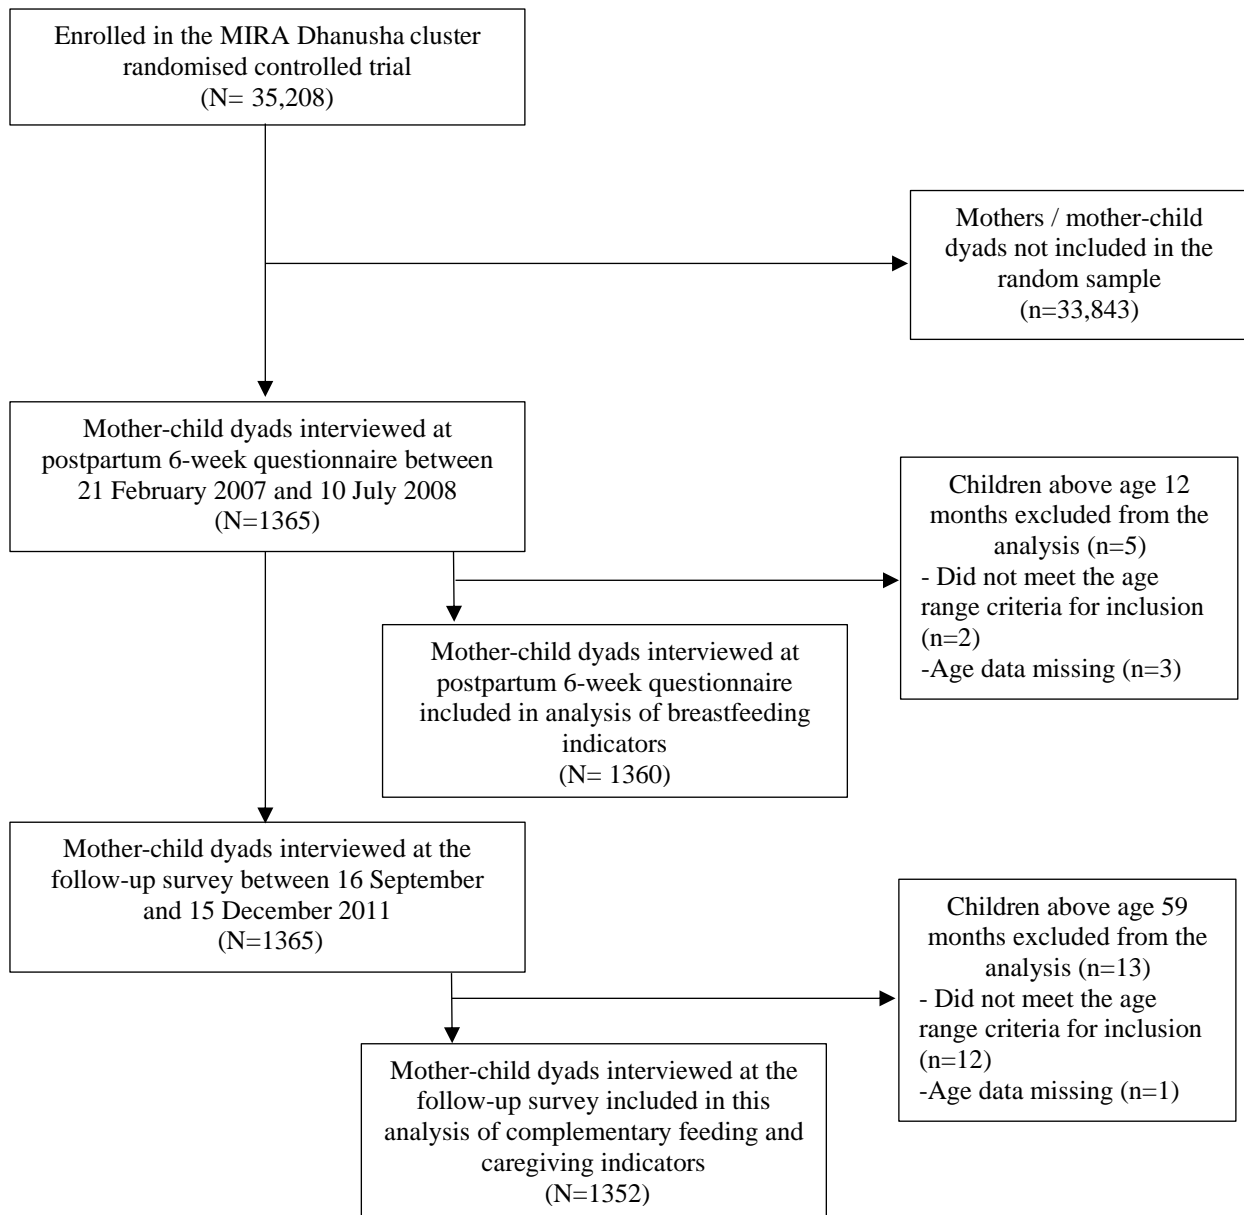 Enrolled in the MIRA Dhanusha cluster
randomised controlled trial
(N= 35,208)
Mothers / mother-child
dyads not included in the
random sample
(n=33,843)
Mother-child dyads interviewed at
postpartum 6-week questionnaire between
21 February 2007 and 10 July 2008
(N=1365)
Children above age 12
months excluded from the
analysis (n=5)
- Did not meet the age
range criteria for inclusion
(n=2)
-Age data missing (n=3)
Mother-child dyads interviewed at
postpartum 6-week questionnaire
included in analysis of breastfeeding
indicators
(N= 1360)
Mother-child dyads interviewed at the
follow-up survey between 16 September
and 15 December 2011
(N=1365)
Children above age 59
months excluded from the
analysis (n=13)
- Did not meet the age
range criteria for inclusion
(n=12)
-Age data missing (n=1)
Mother-child dyads interviewed at the
follow-up survey included in this
analysis of complementary feeding and
caregiving indicators
(N=1352)